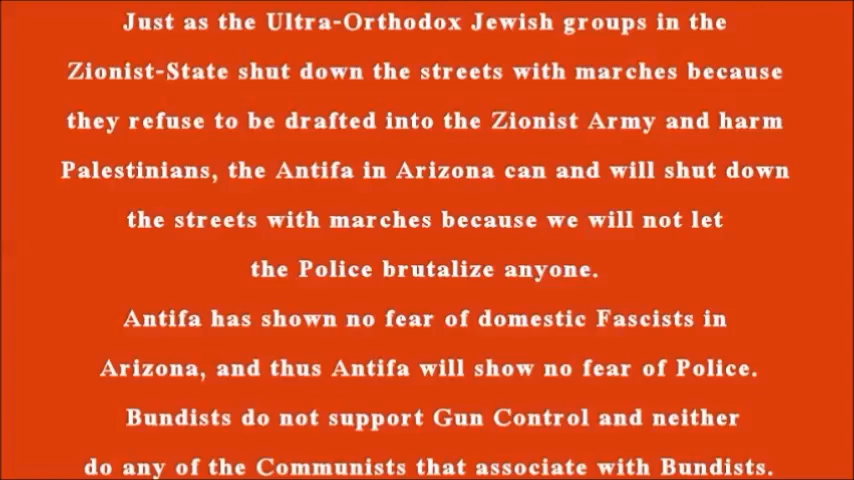 Just as the Ultra-Orthodox Jewish groups in the
Zionist-State shut down the streets with marches because
they refuse to be drafted into the Zionist Army and harm
Palestinians, the Antifa in Arizona can and will shut down
the streets with marches because we will not let
the Police brutalize anyone.
Antifa has shown no fear of domestic Fascists in
Arizona, and thus Antifa will show no fear of Police.
Bundists do not support Gun Control and neither
do any of the Communists that associate with Bundists.